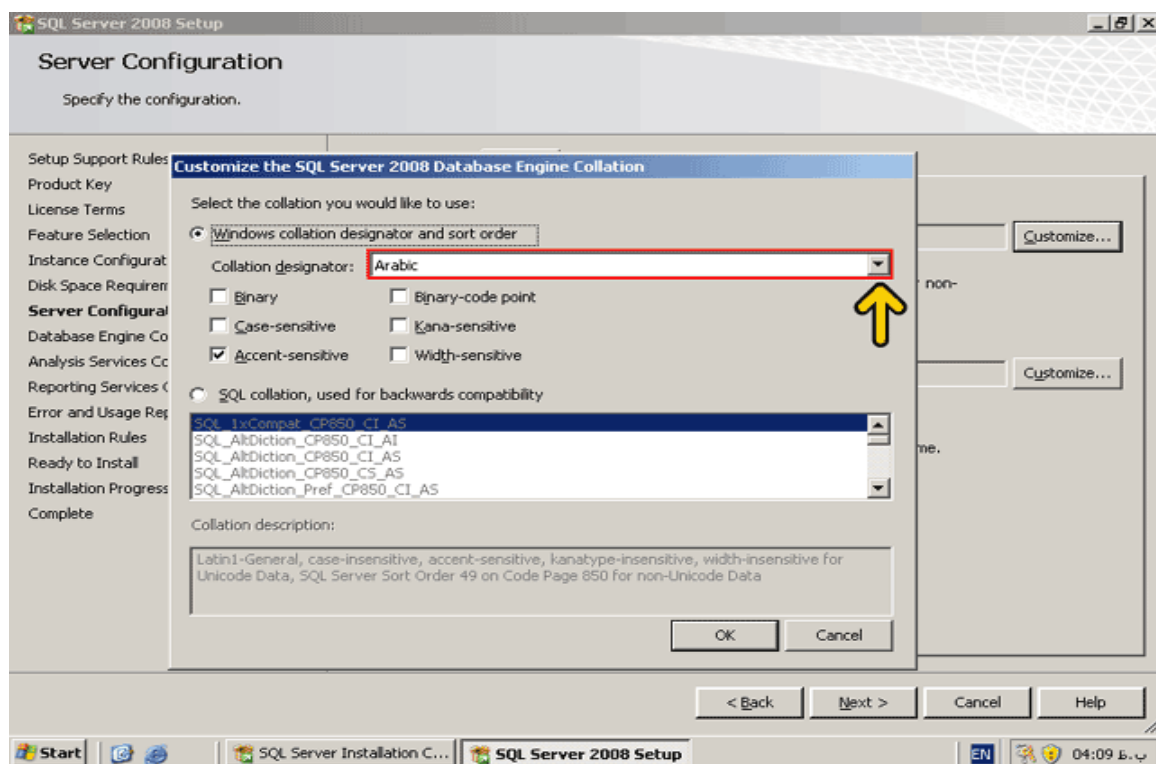 SQL Server 2008 Setup
Server Configuration
Specify the configuration.
Setup Support Rules
Product Key
License Terms
Feature Selection
Instance Configurat
Disk Space Requirem
Server Configurat
Database Engine Co
Analysis Services Co
Reporting Services C
Error and Usage Rep
Installation Rules
Ready to Install
Installation Progress
Complete
Customize the SQL Server 2008 Database Engine Collation
Select the collation you would like to use:
Windows collation designator and sort order
Collation designator: Arabic
Binary Binary-code point
Case-sensitive Kana-sensitive
Accent-sensitive Width-sensitive
SQL collation, used for backwards compatibility
SQL_1xCompat_CP850_CI_AS
SQL_AltDiction_CP850_CI_AI
SQL_AltDiction_CP850_CI_AS
SQL_AltDiction_CP850_CS_AS
SQL_AltDiction_Pref_CP850_CI_AS
Collation description:
Latin1-General, case-insensitive, accent-sensitive, kanatype-insensitive, width-insensitive for
Unicode Data, SQL Server Sort Order 49 on Code Page 850 for non-Unicode Data
OK Cancel
Customize...
non-
Customize...
me.
< Back Next > Cancel Help
Start SQL Server Installation C... SQL Server 2008 Setup EN 04:09 ب.ظ